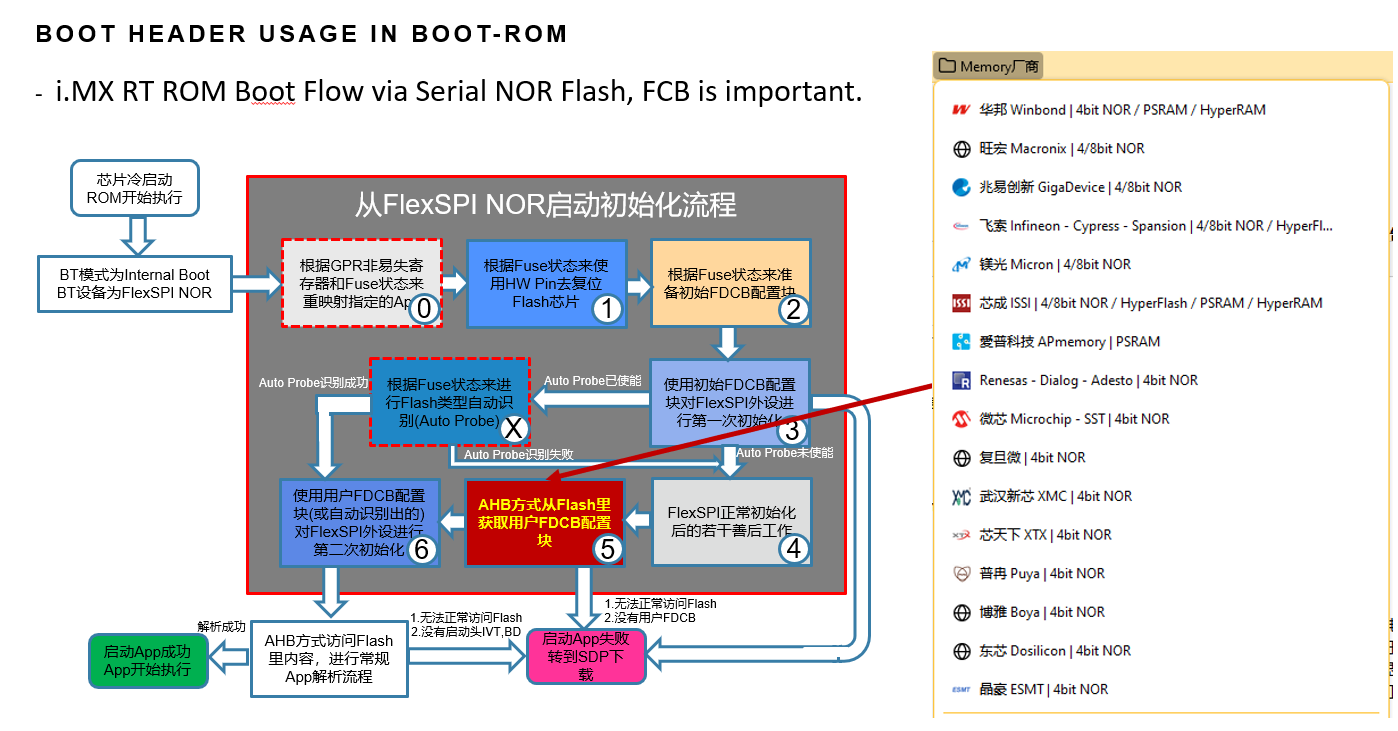 BOOT HEADER USAGE IN BOOT-ROM
- i.MX RT ROM Boot Flow via Serial NOR Flash, FCB is important.
芯片冷启动
ROM开始执行
BT模式为Internal Boot
BT设备为FlexSPI NOR
从FlexSPI NOR启动初始化流程
根据GPR非易失寄
存器和Fuse状态来
重映射指定的Ap
0
根据Fuse状态来使
用HW Pin去复位
Flash芯片
1
根据Fuse状态来准
备初始FDCB配置块
2
Auto Probe识别成功
根据Fuse状态来进
行Flash类型自动识
别(Auto Probe)
X
Auto Probe已使能
使用初始FDCB配置
块对FlexSPI外设进
行第一次初始化
3
Auto Probe识别失败
Auto Probe未使能
使用用户FDCB配置
块(或自动识别出的)
对FlexSPI外设进行
第二次初始化
6
AHB方式从Flash里
获取用户FDCB配置
块
5
FlexSPI正常初始化
后的若干善后工作
4
1.无法正常访问Flash
2.没有用户FDCB
解析成功
启动App成功
App开始执行
AHB方式访问Flash
里内容，进行常规
App解析流程
1.无法正常访问Flash
2.没有启动头IVT,BD
启动App失败
转到SDP下
载
Memory厂商
华邦 Winbond | 4bit NOR / PSRAM / HyperRAM
旺宏 Macronix | 4/8bit NOR
兆易创新 GigaDevice | 4/8bit NOR
飞索 Infineon - Cypress - Spansion | 4/8bit NOR / HyperFl...
镁光 Micron | 4/8bit NOR
ISSI 芯成 ISSI | 4/8bit NOR / HyperFlash / PSRAM / HyperRAM
愛普科技 APmemory | PSRAM
Renesas - Dialog - Adesto | 4bit NOR
微芯 Microchip - SST | 4bit NOR
复旦微 | 4bit NOR
XMC 武汉新芯 XMC | 4bit NOR
XTX 芯天下 XTX | 4bit NOR
普冉 Puya | 4bit NOR
博雅 Boya | 4bit NOR
东芯 Dosilicon | 4bit NOR
ESMT 晶豪 ESMT | 4bit NOR